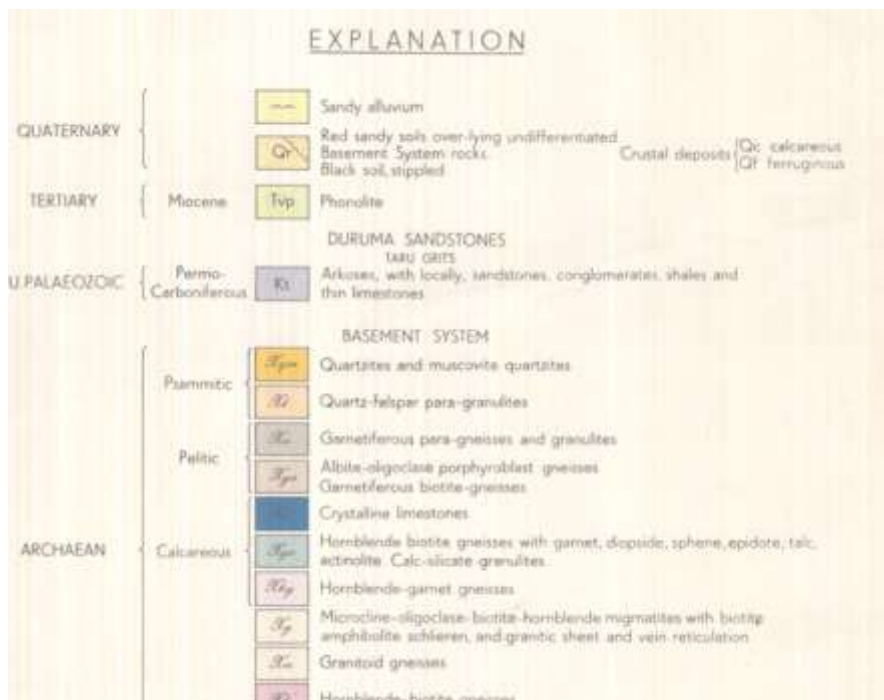 EXPLANATION
QUATERNARY
Sandy alluvium
Qr
Red sandy soils over-lying undifferentiated
Basement System rocks.
Black soil, stippled
Crustal deposits
Qc calcareous
Qf ferruginous
TERTIARY
Miocene
Tvp
Phonolite
DURUMA SANDSTONES
TARU GRITS
U.PALAEOZOIC
Permo-
Carboniferous
Kt
Arkoses, with locally, sandstones, conglomerates, shales and
thin limestones
BASEMENT SYSTEM
ARCHAEAN
Psammitic
Quartzites and muscovite quartzites
Quartz-felspar para-granulites
Pelitic
Garnetiferous para-gneisses and granulites
Albite-oligoclase porphyroblast gneisses
Garnetiferous biotite-gneisses
Calcareous
Crystalline limestones
Hornblende biotite gneisses with garnet, diopside, sphene, epidote, talc,
actinolite. Calc-silicate granulites
Hornblende-garnet gneisses
Microcline-oligoclase-biotite-hornblende migmatites with biotite
amphibolite schlieren, and granitic sheet and vein reticulation
Granitoid gneisses
Hornblende-biotite gneisses